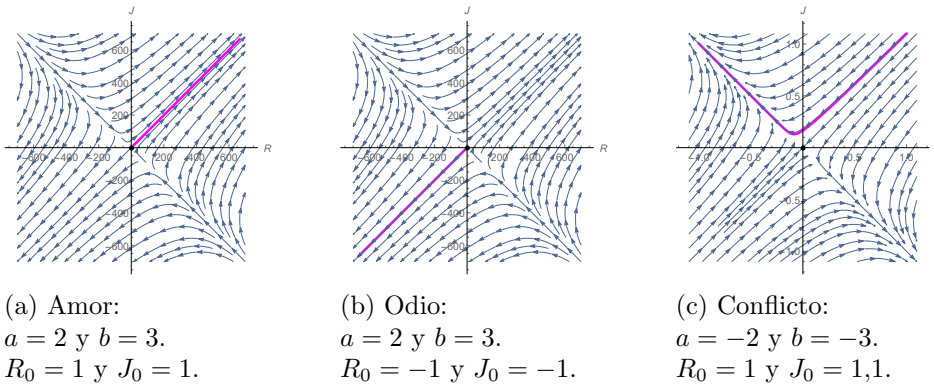 J
600
400
200
−600 −400 −200 200 400 600 R
−200
−400
−600
J
600
400
200
−600 −400 −200 200 400 600 R
−200
−400
−600
J
1.0
0.5
−1.0 −0.5 0.5 1.0 R
−0.5
−1.0
(a) Amor:
a = 2 y b = 3.
R₀ = 1 y J₀ = 1.
(b) Odio:
a = 2 y b = 3.
R₀ = −1 y J₀ = −1.
(c) Conflicto:
a = −2 y b = −3.
R₀ = 1 y J₀ = 1,1.